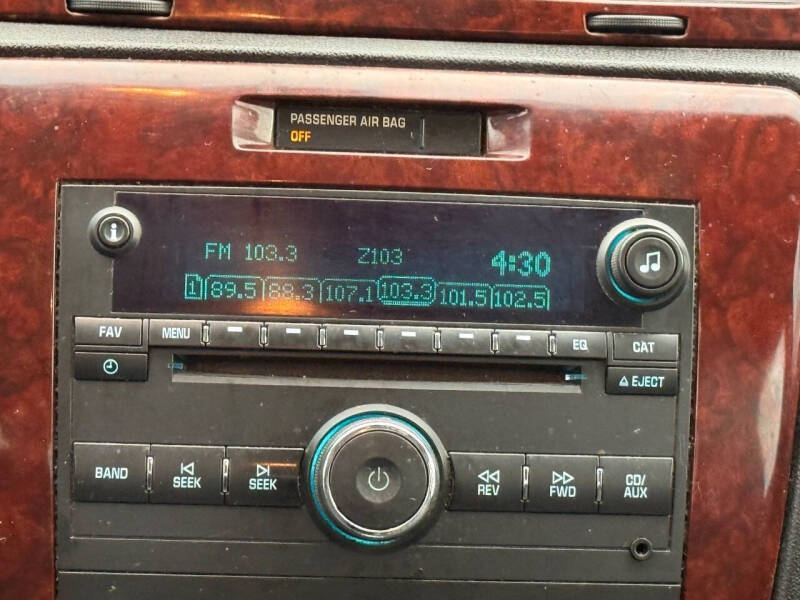 PASSENGER AIR BAG
OFF
i
FM 103.3 Z103 4:30
1 89.5 88.3 107.1 103.3 101.5 102.5
FAV MENU EQ CAT
EJECT
BAND SEEK SEEK REV FWD CD/
AUX